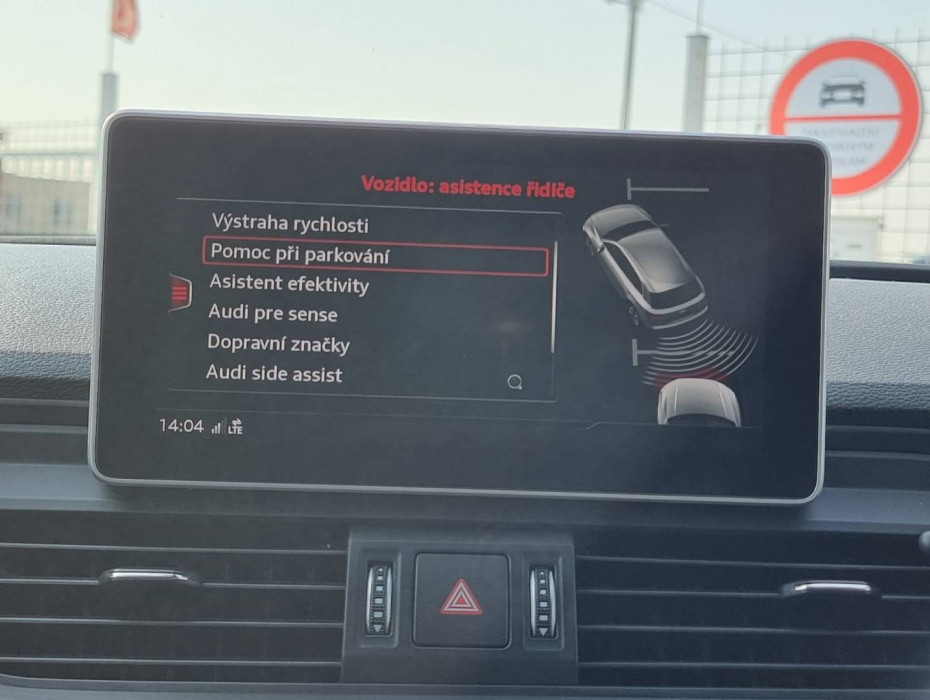 Vozidlo: asistence řidiče
Výstraha rychlosti
Pomoc při parkování
Asistent efektivity
Audi pre sense
Dopravní značky
Audi side assist
14:04 LTE